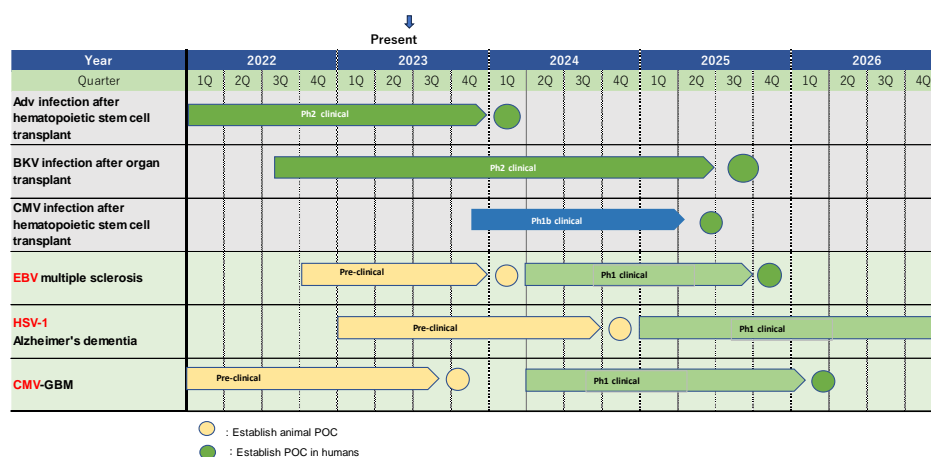 Present
Year 2022 2023 2024 2025 2026
Quarter 1Q 2Q 3Q 4Q 1Q 2Q 3Q 4Q 1Q 2Q 3Q 4Q 1Q 2Q 3Q 4Q 1Q 2Q 3Q 4Q
Adv infection after
hematopoietic stem cell
transplant
Ph2 clinical
BKV infection after organ
transplant
Ph2 clinical
CMV infection after
hematopoietic stem cell
transplant
Ph1b clinical
EBV multiple sclerosis
Pre-clinical
Ph1 clinical
HSV-1
Alzheimer's dementia
Pre-clinical
Ph1 clinical
CMV-GBM
Pre-clinical
Ph1 clinical
: Establish animal POC
: Establish POC in humans